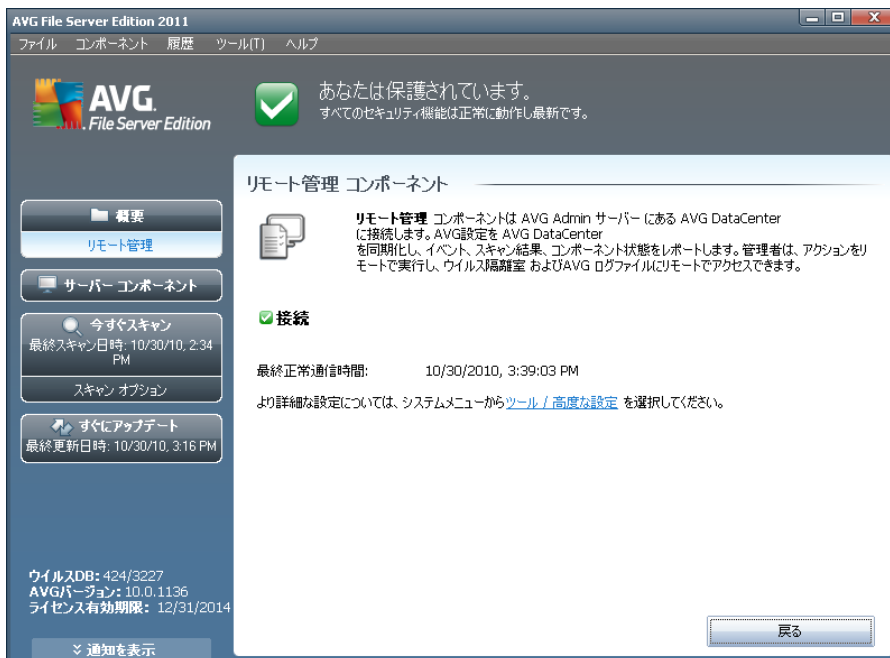 AVG File Server Edition 2011
ファイル コンポーネント 履歴 ツール(T) ヘルプ
AVG.
File Server Edition
あなたは保護されています。
すべてのセキュリティ機能は正常に動作し最新です。
概要
リモート管理
サーバー コンポーネント
今すぐスキャン
最終スキャン日時: 10/30/10, 2:34
PM
スキャン オプション
すぐにアップデート
最終更新日時: 10/30/10, 3:16 PM
ウイルスDB: 424/3227
AVGバージョン: 10.0.1136
ライセンス有効期限: 12/31/2014
通知を表示
リモート管理 コンポーネント
リモート管理 コンポーネントは AVG Admin サーバー (にある AVG DataCenter
に接続します。AVG設定を AVG DataCenter
を同期化し、イベント、スキャン結果、コンポーネント状態をレポートします。管理者は、アクションをリ
モートで実行し、ウイルス隔離室 およびAVG ログファイルにリモートでアクセスできます。
接続
最終正常通信時間: 10/30/2010, 3:39:03 PM
より詳細な設定については、システムメニューからツール / 高度な設定 を選択してください。
戻る